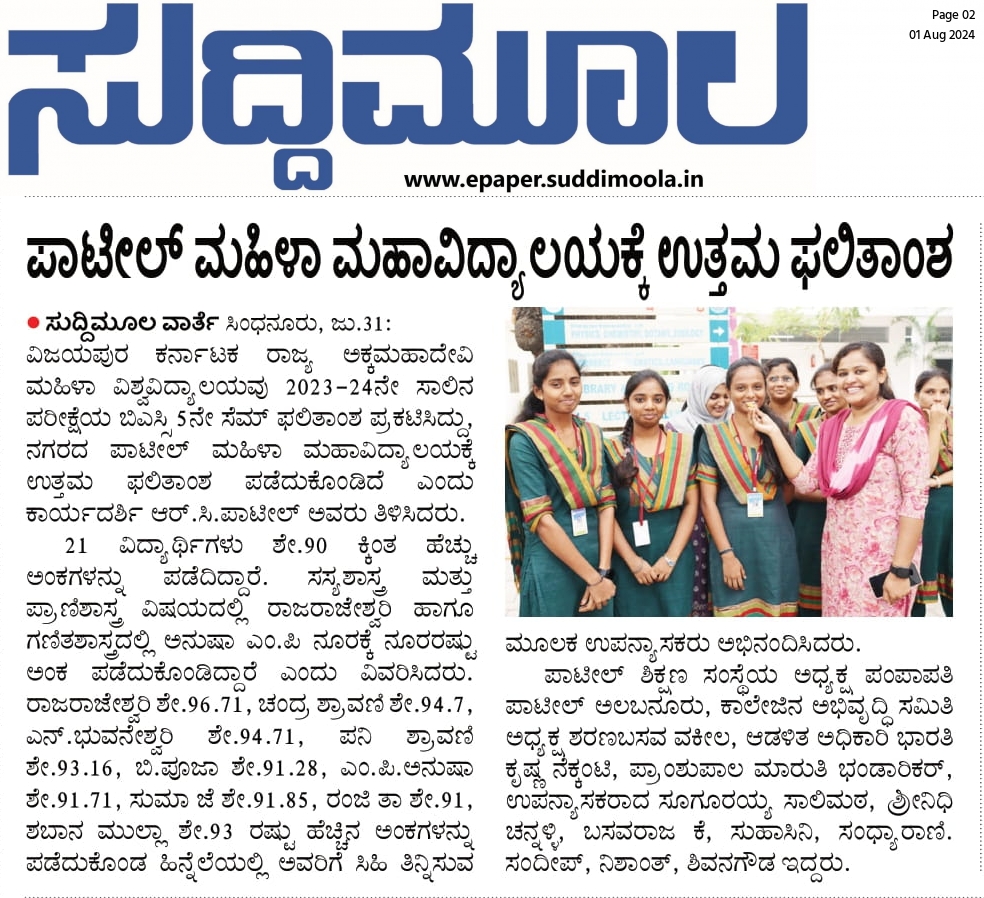 Page 02
01 Aug 2024
ಸುದ್ದಿಮೂಲ
www.epaper.suddimoola.in
ಪಾಟೀಲ್ ಮಹಿಳಾ ಮಹಾವಿದ್ಯಾಲಯಕ್ಕೆ ಉತ್ತಮ ಫಲಿತಾಂಶ
● ಸುದ್ದಿಮೂಲ ವಾರ್ತೆ ಸಿಂಧನೂರು, ಜು.31:
ವಿಜಯಪುರ ಕರ್ನಾಟಕ ರಾಜ್ಯ ಅಕ್ಕಮಹಾದೇವಿ
ಮಹಿಳಾ ವಿಶ್ವವಿದ್ಯಾಲಯವು 2023-24ನೇ ಸಾಲಿನ
ಪರೀಕ್ಷೆಯ ಬಿಎಸ್ಸಿ 5ನೇ ಸೆಮ್ ಫಲಿತಾಂಶ ಪ್ರಕಟಿಸಿದ್ದು,
ನಗರದ ಪಾಟೀಲ್ ಮಹಿಳಾ ಮಹಾವಿದ್ಯಾಲಯಕ್ಕೆ
ಉತ್ತಮ ಫಲಿತಾಂಶ ಪಡೆದುಕೊಂಡಿದೆ ಎಂದು
ಕಾರ್ಯದರ್ಶಿ ಆರ್.ಸಿ.ಪಾಟೀಲ್ ಅವರು ತಿಳಿಸಿದರು.
21 ವಿದ್ಯಾರ್ಥಿಗಳು ಶೇ.90 ಕ್ಕಿಂತ ಹೆಚ್ಚು
ಅಂಕಗಳನ್ನು ಪಡೆದಿದ್ದಾರೆ. ಸಸ್ಯಶಾಸ್ತ್ರ ಮತ್ತು
ಪ್ರಾಣಿಶಾಸ್ತ್ರ ವಿಷಯದಲ್ಲಿ ರಾಜರಾಜೇಶ್ವರಿ ಹಾಗೂ
ಗಣಿತಶಾಸ್ತ್ರದಲ್ಲಿ ಅನುಷಾ ಎಂ.ಪಿ ನೂರಕ್ಕೆ ನೂರರಷ್ಟು
ಅಂಕ ಪಡೆದುಕೊಂಡಿದ್ದಾರೆ ಎಂದು ವಿವರಿಸಿದರು.
ರಾಜರಾಜೇಶ್ವರಿ ಶೇ.96.71, ಚಂದ್ರ ಶ್ರಾವಣಿ ಶೇ.94.7,
ಎನ್.ಭುವನೇಶ್ವರಿ ಶೇ.94.71, ಪನಿ ಶ್ರಾವಣಿ
ಶೇ.93.16, ಬಿ.ಪೂಜಾ ಶೇ.91.28, ಎಂ.ಪಿ.ಅನುಷಾ
ಶೇ.91.71, ಸುಮಾ ಜೆ ಶೇ.91.85, ರಂಜಿ ತಾ ಶೇ.91,
ಶಬಾನ ಮುಲ್ಲಾ ಶೇ.93 ರಷ್ಟು ಹೆಚ್ಚಿನ ಅಂಕಗಳನ್ನು
ಪಡೆದುಕೊಂಡ ಹಿನ್ನೆಲೆಯಲ್ಲಿ ಅವರಿಗೆ ಸಿಹಿ ತಿನ್ನಿಸುವ
ಮೂಲಕ ಉಪನ್ಯಾಸಕರು ಅಭಿನಂದಿಸಿದರು.
ಪಾಟೀಲ್ ಶಿಕ್ಷಣ ಸಂಸ್ಥೆಯ ಅಧ್ಯಕ್ಷ ಪಂಪಾಪತಿ
ಪಾಟೀಲ್ ಅಲಬನೂರು, ಕಾಲೇಜಿನ ಅಭಿವೃದ್ಧಿ ಸಮಿತಿ
ಅಧ್ಯಕ್ಷ ಶರಣಬಸವ ವಕೀಲ, ಆಡಳಿತ ಅಧಿಕಾರಿ ಭಾರತಿ
ಕೃಷ್ಣ ನೆಕ್ಕಂಟಿ, ಪ್ರಾಂಶುಪಾಲ ಮಾರುತಿ ಭಂಡಾರಿಕರ್,
ಉಪನ್ಯಾಸಕರಾದ ಸೂಗೂರಯ್ಯ ಸಾಲಿಮಠ, ಶ್ರೀನಿಧಿ
ಚನ್ನಳ್ಳಿ, ಬಸವರಾಜ ಕೆ, ಸುಹಾಸಿನಿ, ಸಂಧ್ಯಾರಾಣಿ.
ಸಂದೀಪ್, ನಿಶಾಂತ್, ಶಿವನಗೌಡ ಇದ್ದರು.